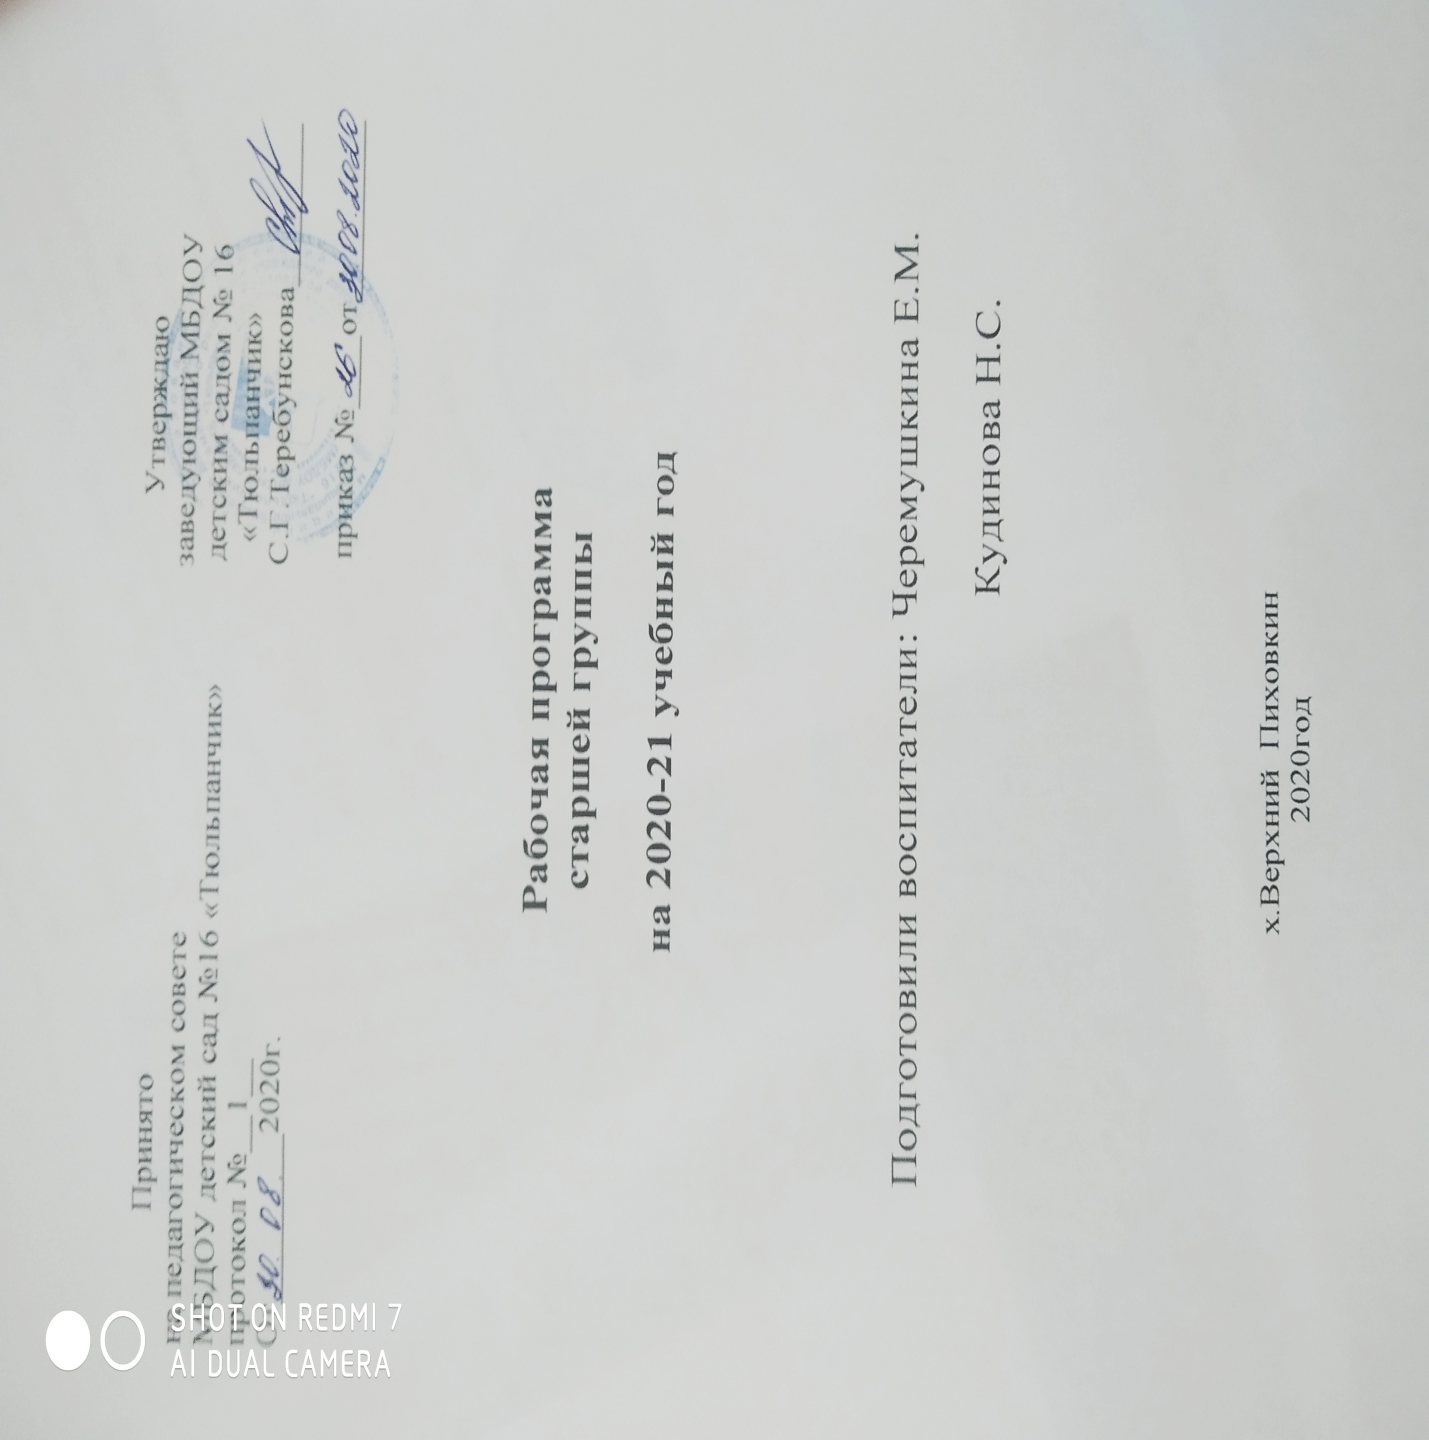 Принято
на педагогическом совете
МБДОУ детский сад №16 «Тюльпанчик»
протокол №__1__
От 30. 08. 2020г.
Утверждаю
заведующий МБДОУ
детским садом № 16
«Тюльпанчик»
С.Г.Теребунскова
приказ № 26 от 30.08.2020
Рабочая программа
старшей группы
на 2020-21 учебный год
Подготовили воспитатели: Черемушкина Е.М.
Кудинова Н.С.
х.Верхний Пиховкин
2020год
SHOT ON REDMI 7
AI DUAL CAMERA